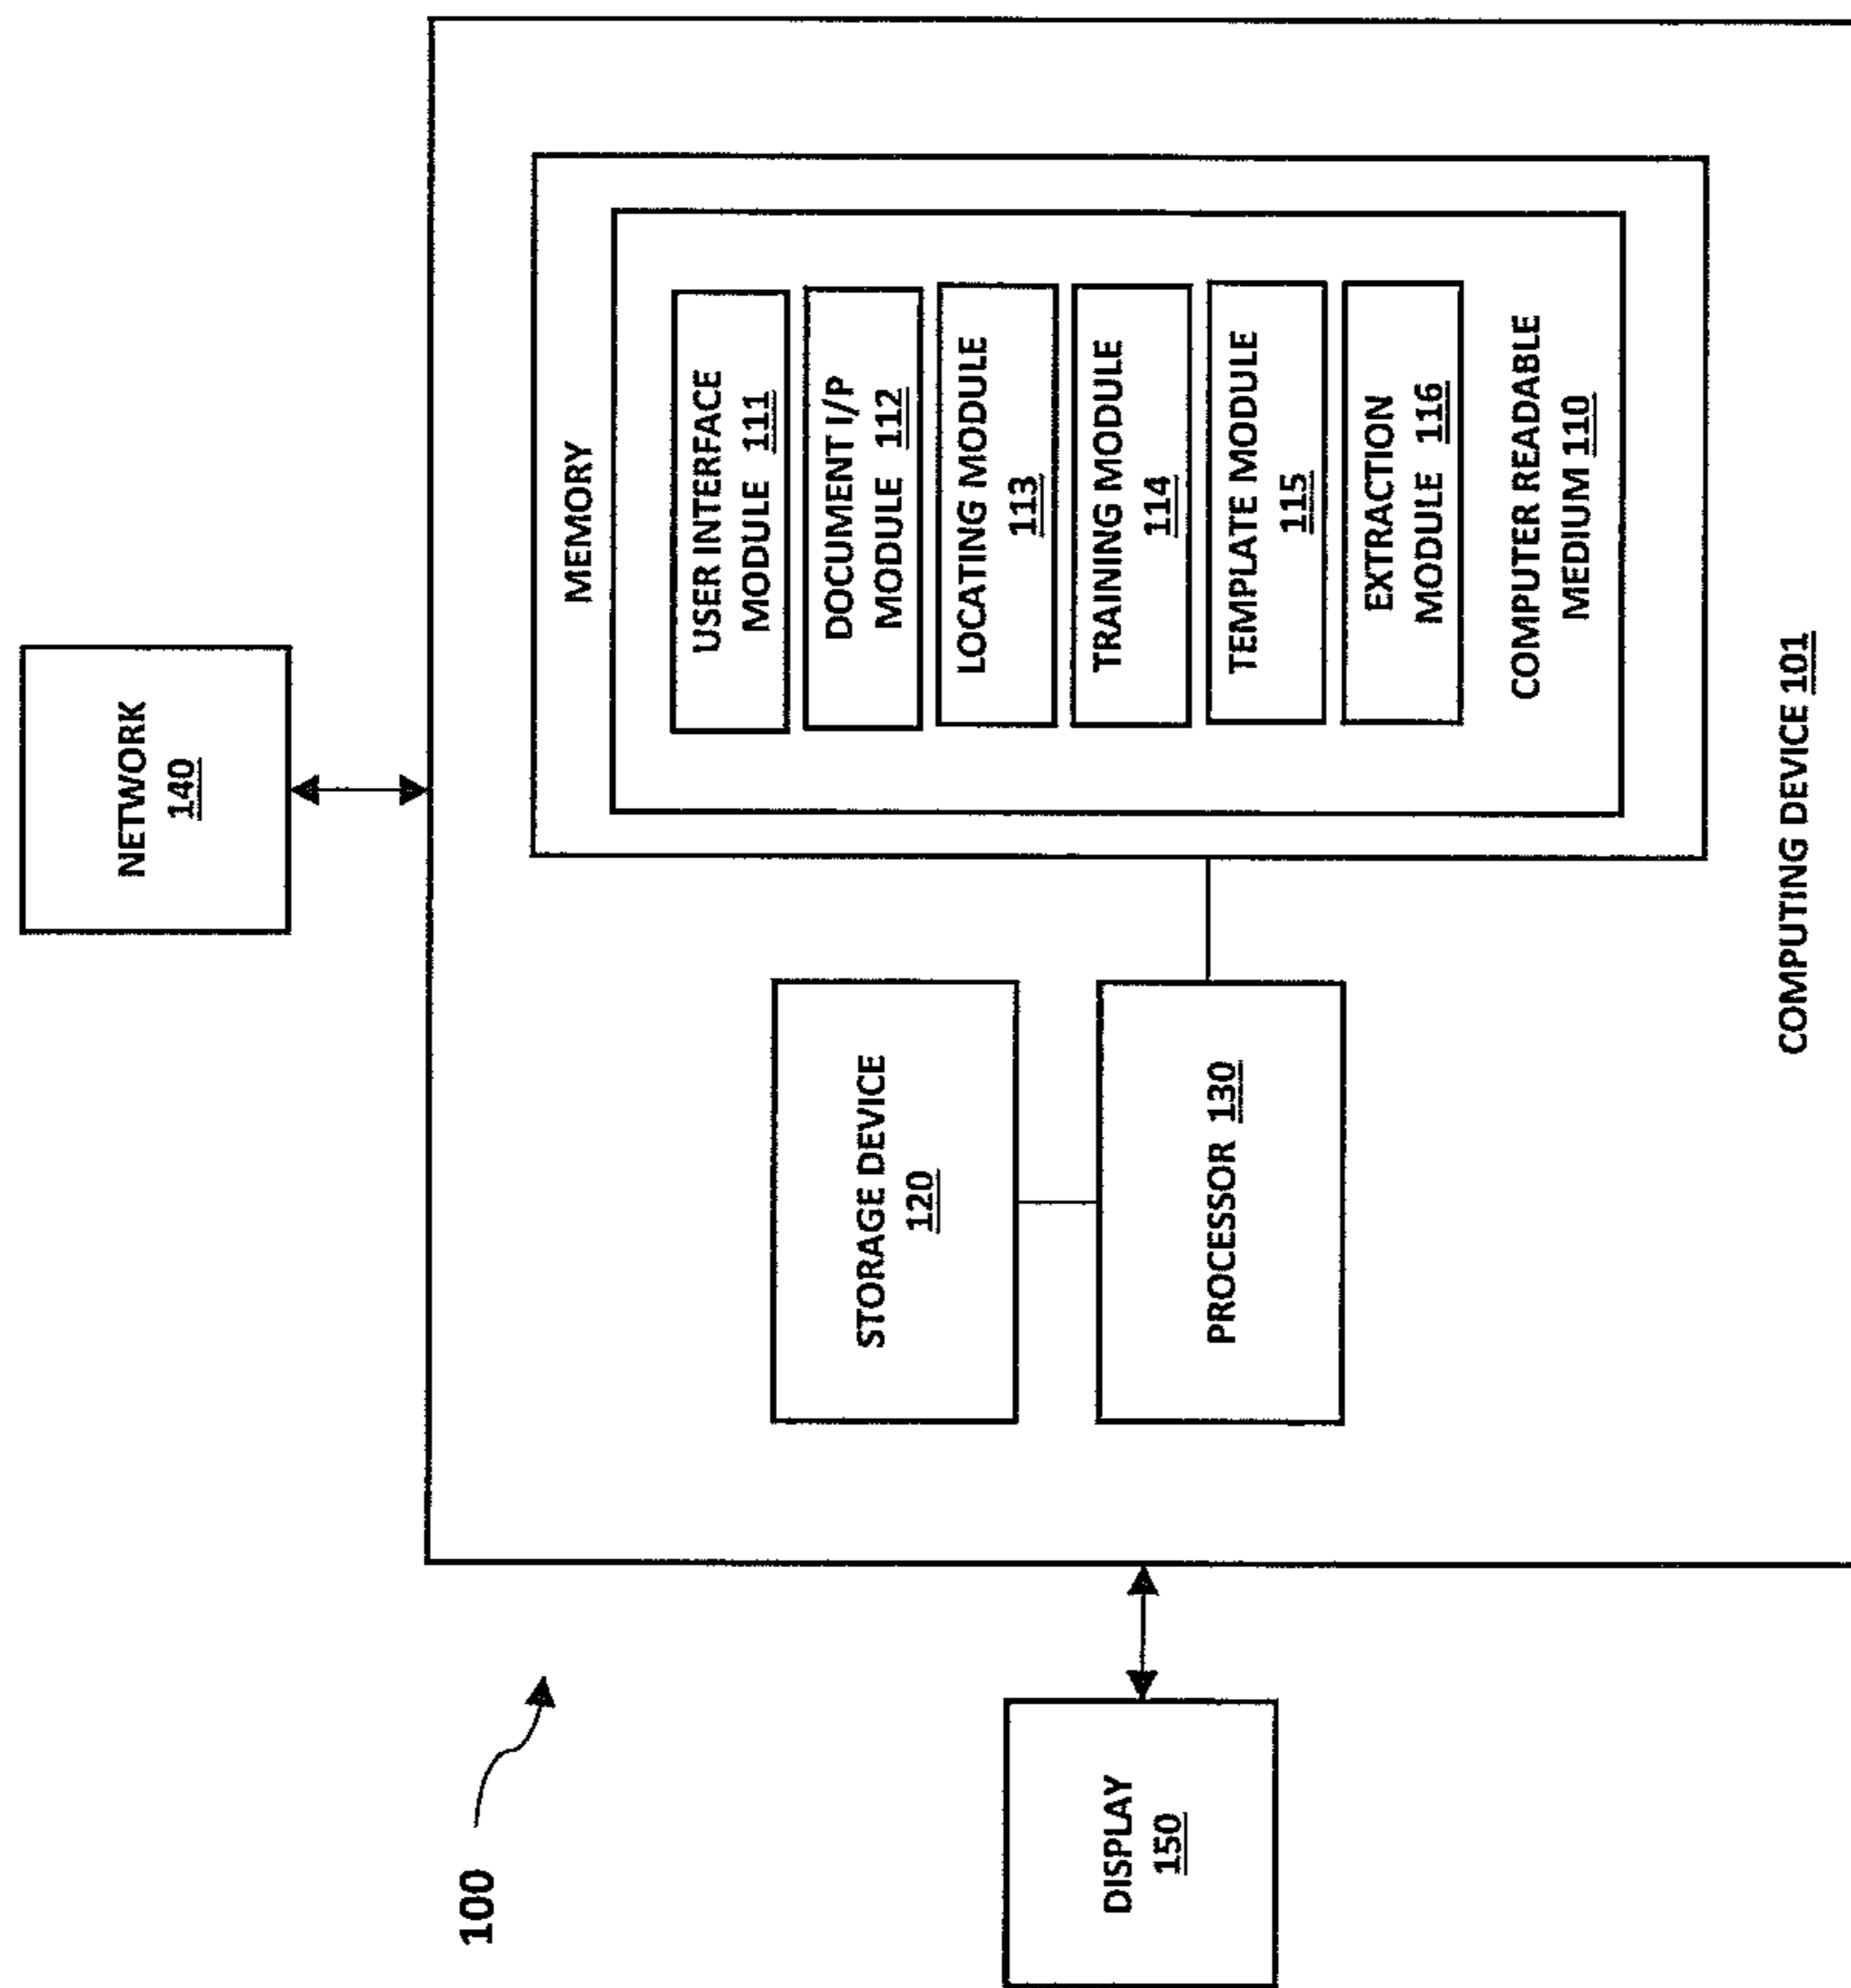 100
NETWORK
140
MEMORY
USER INTERFACE
MODULE 111
DOCUMENT I/P
MODULE 112
LOCATING MODULE
113
TRAINING MODULE
114
TEMPLATE MODULE
115
EXTRACTION
MODULE 116
COMPUTER READABLE
MEDIUM 110
STORAGE DEVICE
120
PROCESSOR 130
DISPLAY
150
COMPUTING DEVICE 101